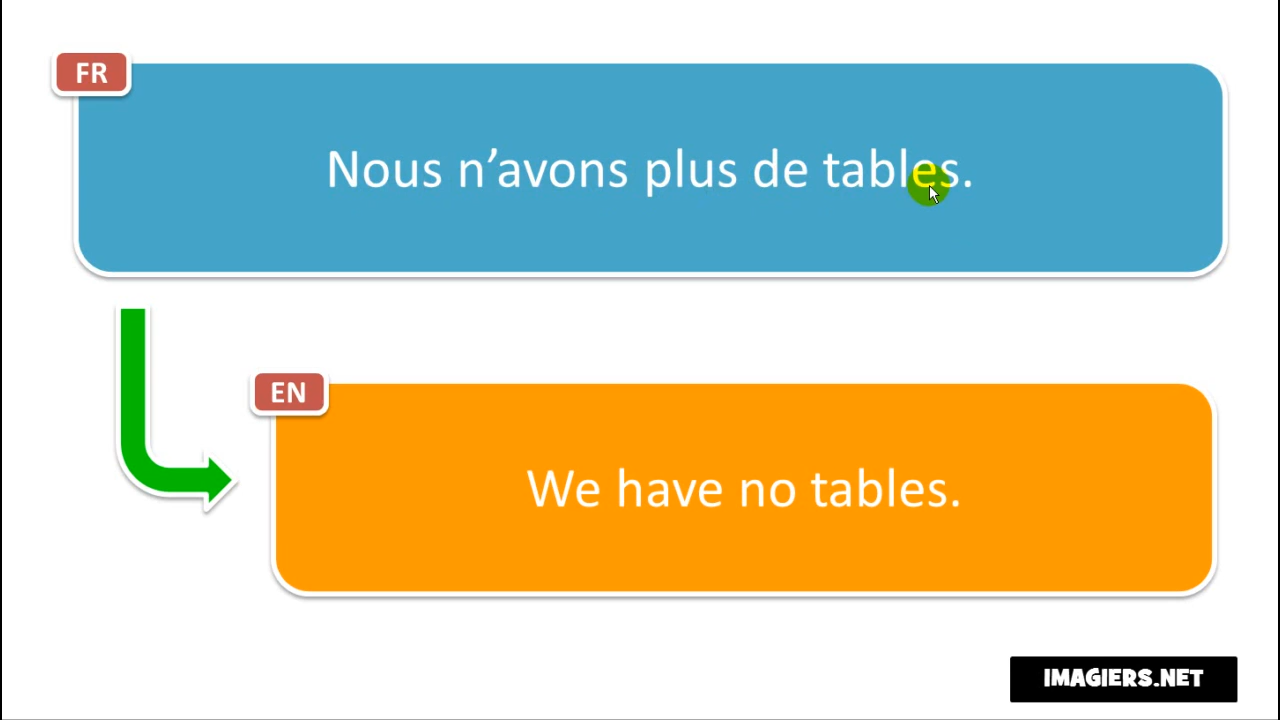 FR
Nous n’avons plus de tables.
EN
We have no tables.
IMAGIERS.NET